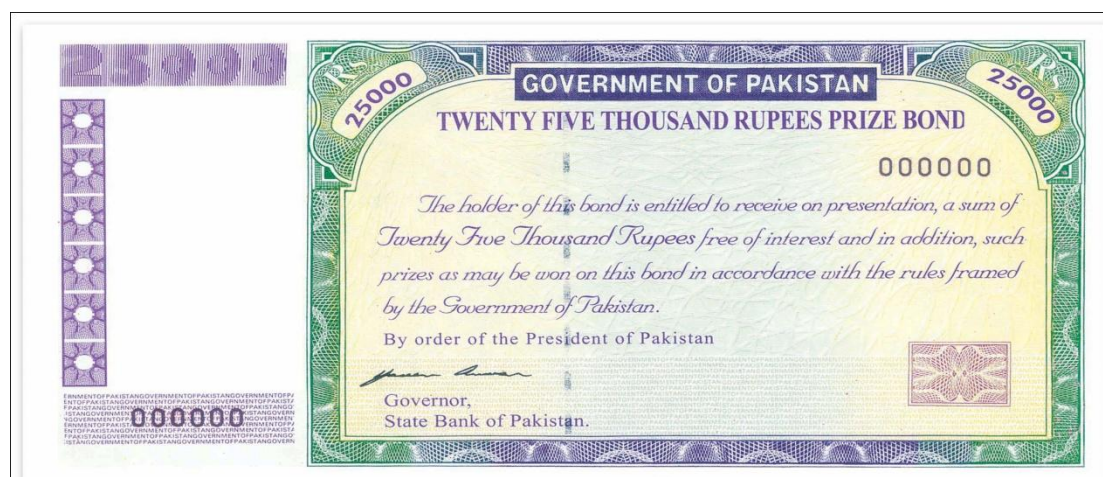 25000
RS
25000
GOVERNMENT OF PAKISTAN
RS
25000
TWENTY FIVE THOUSAND RUPEES PRIZE BOND
000000
The holder of this bond is entitled to receive on presentation, a sum of
Twenty Five Thousand Rupees free of interest and in addition, such
prizes as may be won on this bond in accordance with the rules framed
by the Government of Pakistan.
By order of the President of Pakistan
Governor,
State Bank of Pakistan.
000000